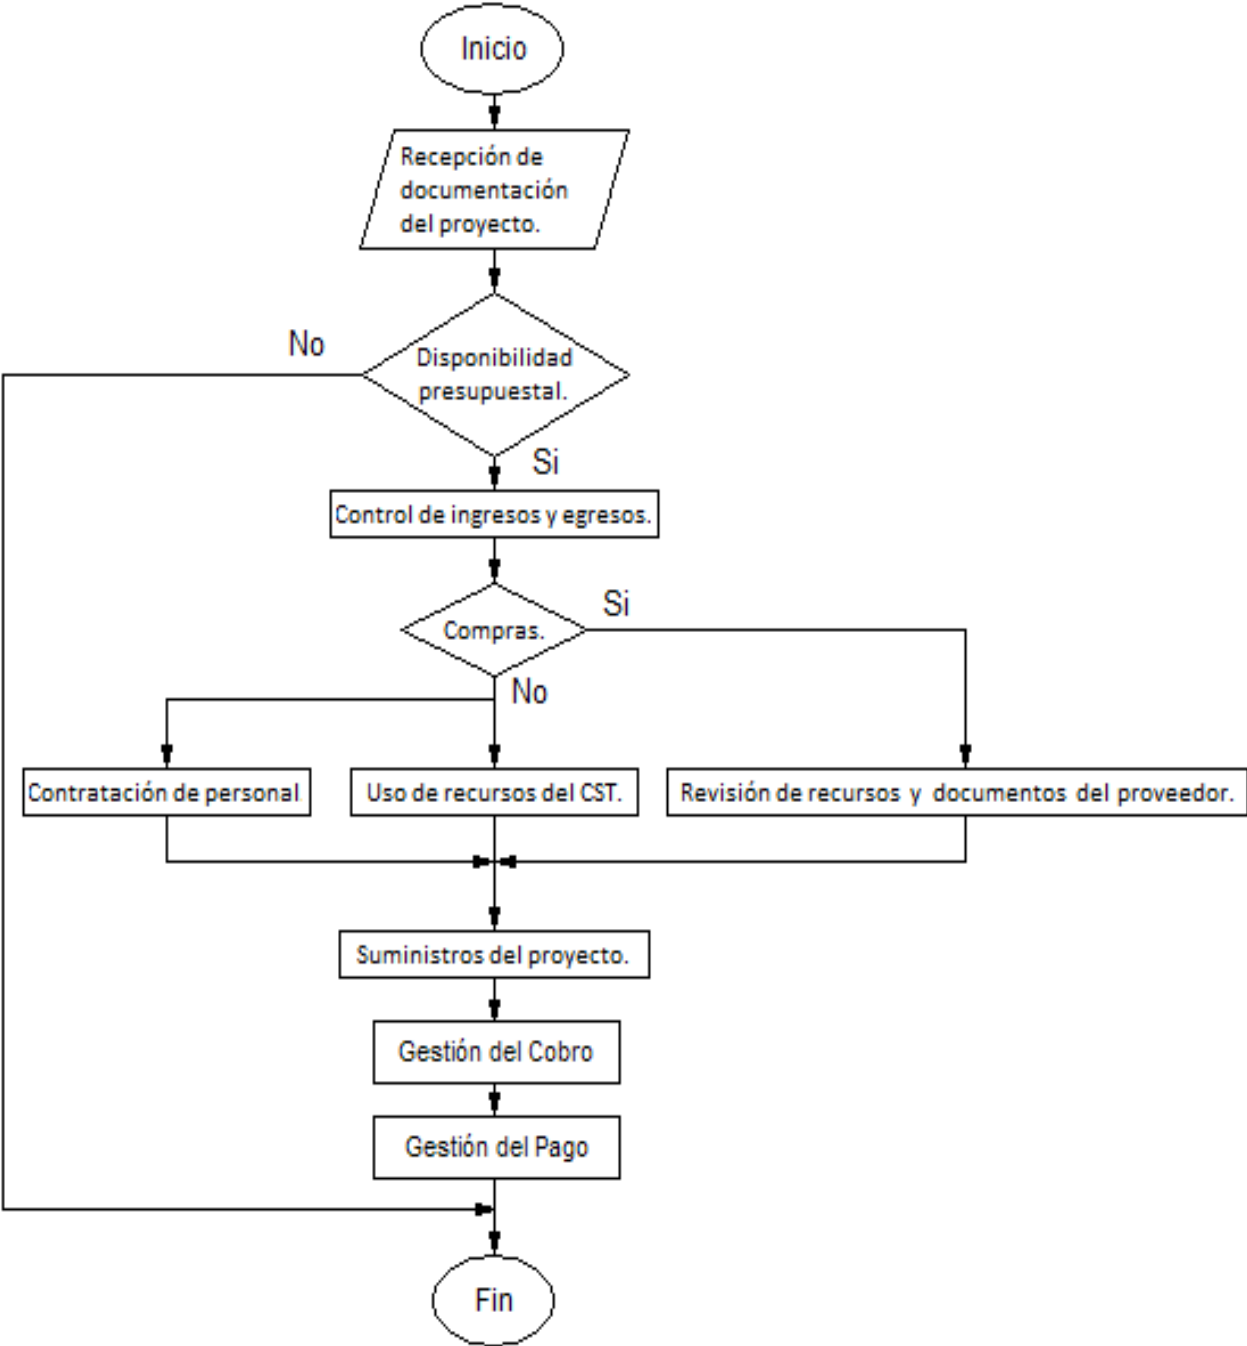 Inicio
Recepción de
documentación
del proyecto.
No
Disponibilidad
presupuestal.
Si
Control de ingresos y egresos.
Si
Compras.
No
Contratación de personal
Uso de recursos del CST.
Revisión de recursos y documentos del proveedor.
Suministros del proyecto.
Gestión del Cobro
Gestión del Pago
Fin